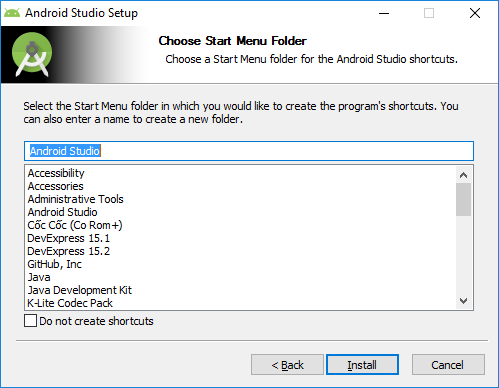 Android Studio Setup
Choose Start Menu Folder
Choose a Start Menu folder for the Android Studio shortcuts.
Select the Start Menu folder in which you would like to create the program's shortcuts. You
can also enter a name to create a new folder.
Android Studio
Accessibility
Accessories
Administrative Tools
Android Studio
Cốc Cốc (Cờ Rom+)
DevExpress 15.1
DevExpress 15.2
GitHub, Inc
Java
Java Development Kit
K-Lite Codec Pack
Do not create shortcuts
< Back
Install
Cancel